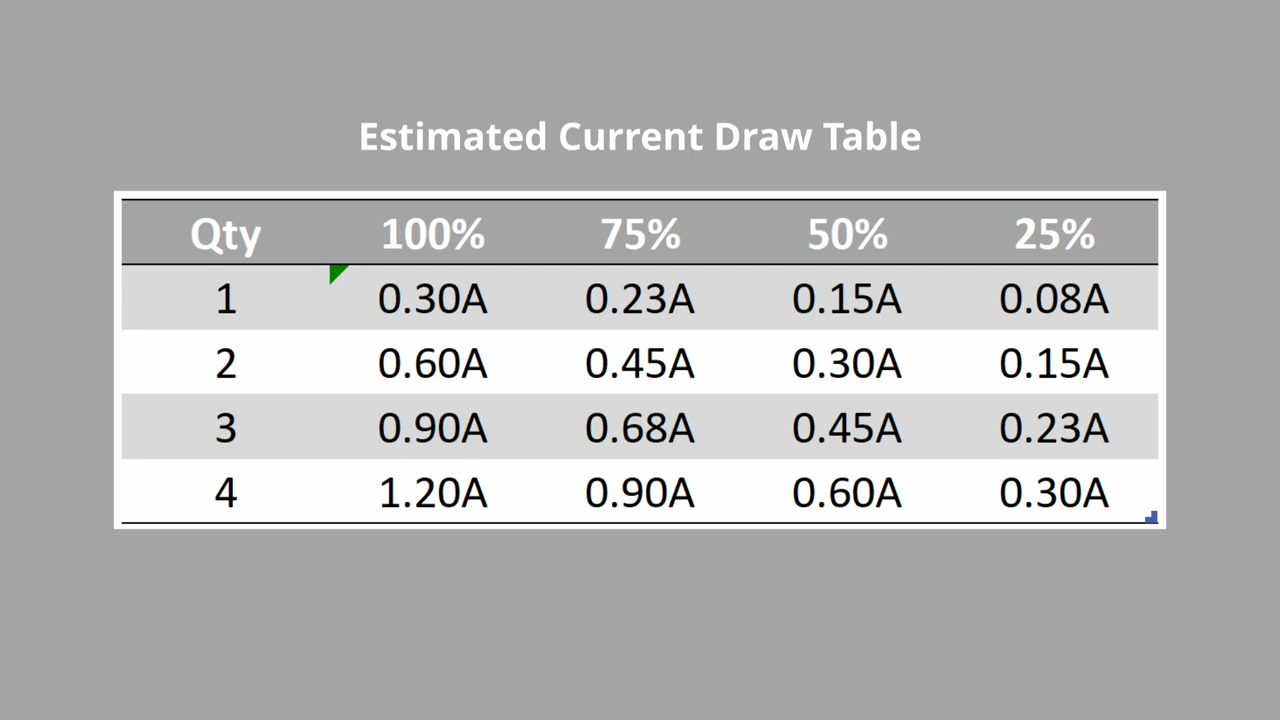 Estimated Current Draw Table
Qty 100% 75% 50% 25%
1 0.30A 0.23A 0.15A 0.08A
2 0.60A 0.45A 0.30A 0.15A
3 0.90A 0.68A 0.45A 0.23A
4 1.20A 0.90A 0.60A 0.30A